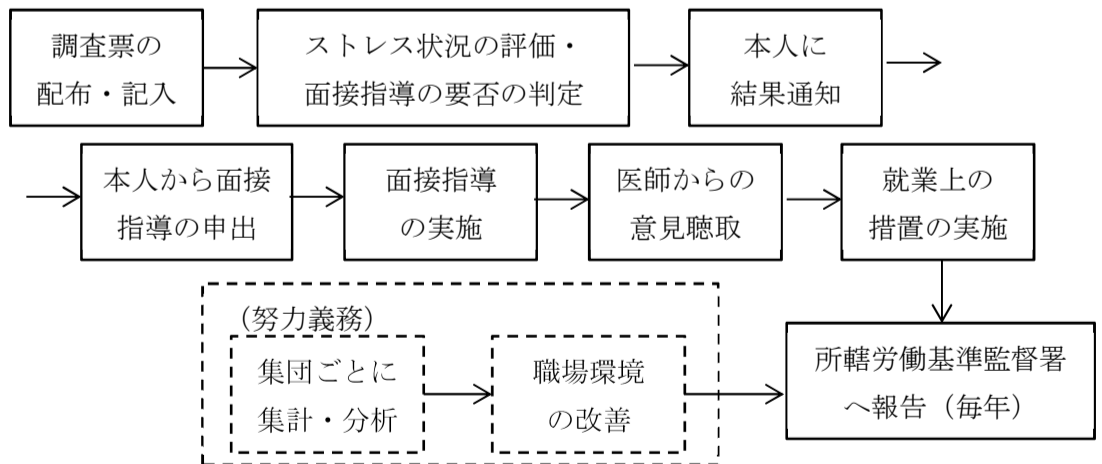 調査票の
配布・記入
ストレス状況の評価・
面接指導の要否の判定
本人に
結果通知
本人から面接
指導の申出
面接指導
の実施
医師からの
意見聴取
就業上の
措置の実施
(努力義務)
集団ごとに
集計・分析
職場環境
の改善
所轄労働基準監督署
へ報告（毎年）